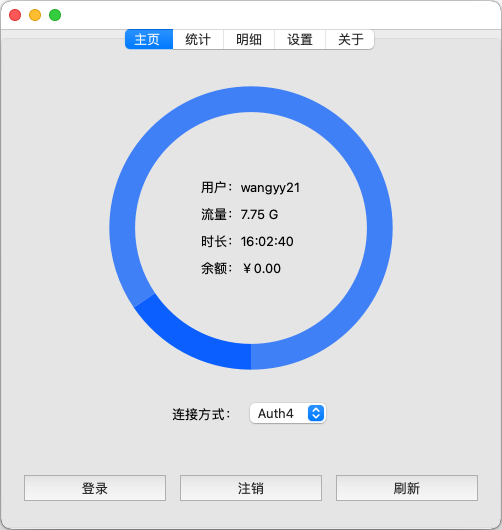 主页 统计 明细 设置 关于
用户：wangyy21
流量：7.75 G
时长：16:02:40
余额：￥0.00
连接方式： Auth4
登录 注销 刷新